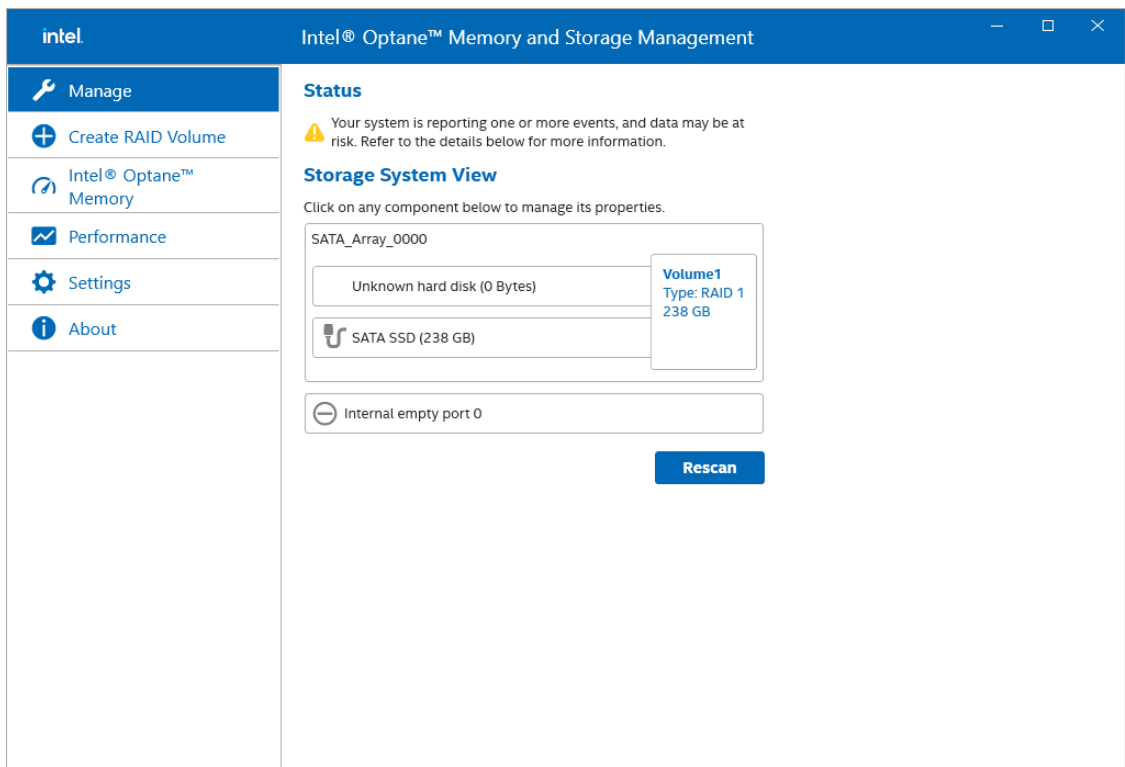 intel.
Intel® Optane™ Memory and Storage Management
Manage
Create RAID Volume
Intel® Optane™
Memory
Performance
Settings
About
Status
Your system is reporting one or more events, and data may be at
risk. Refer to the details below for more information.
Storage System View
Click on any component below to manage its properties.
SATA_Array_0000
Unknown hard disk (0 Bytes)
SATA SSD (238 GB)
Volume1
Type: RAID 1
238 GB
Internal empty port 0
Rescan